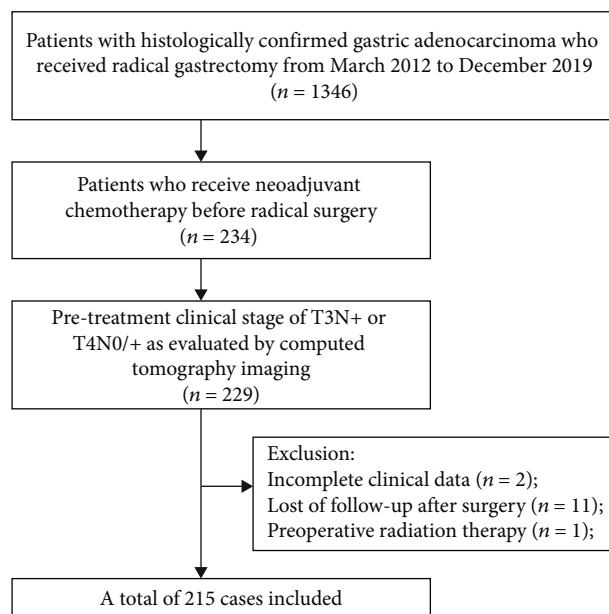 Patients with histologically confirmed gastric adenocarcinoma who
received radical gastrectomy from March 2012 to December 2019
(n = 1346)
Patients who receive neoadjuvant
chemotherapy before radical surgery
(n = 234)
Pre-treatment clinical stage of T3N+ or
T4N0/+ as evaluated by computed
tomography imaging
(n = 229)
Exclusion:
Incomplete clinical data (n = 2);
Lost of follow-up after surgery (n = 11);
Preoperative radiation therapy (n = 1);
A total of 215 cases included